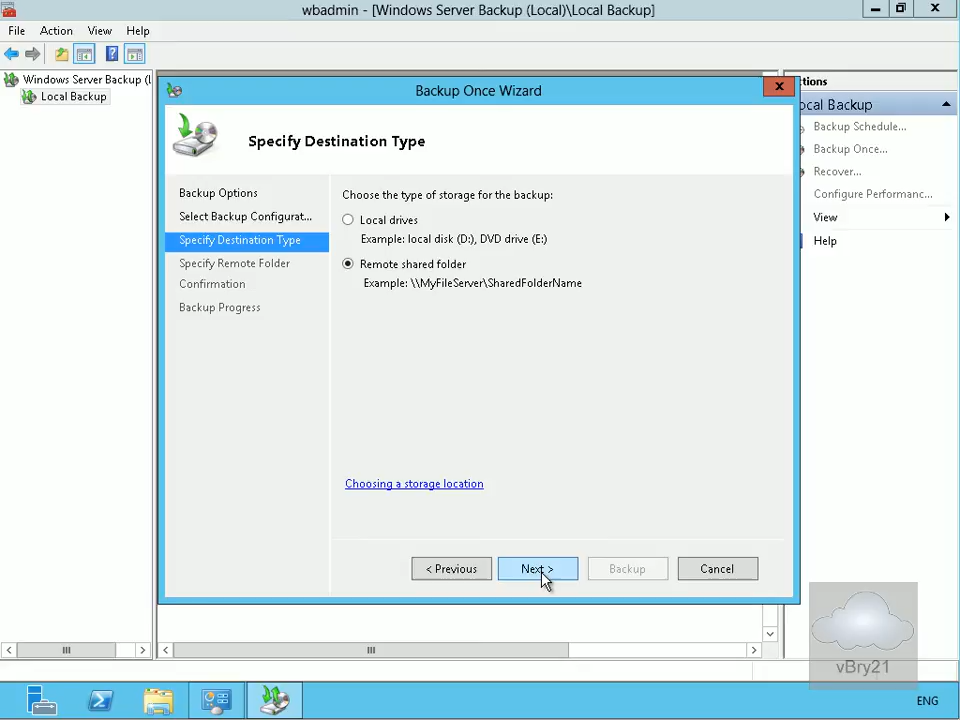 wbadmin - [Windows Server Backup (Local)\Local Backup]
File Action View Help
Windows Server Backup (L
Local Backup
Backup Once Wizard
Specify Destination Type
Backup Options
Select Backup Configurat...
Specify Destination Type
Specify Remote Folder
Confirmation
Backup Progress
Choose the type of storage for the backup:
Local drives
Example: local disk (D:), DVD drive (E:)
Remote shared folder
Example: \\MyFileServer\SharedFolderName
Choosing a storage location
< Previous
Next >
Backup
Cancel
ctions
ocal Backup
Backup Schedule...
Backup Once...
Recover...
Configure Performanc...
View
Help
vBry21
ENG